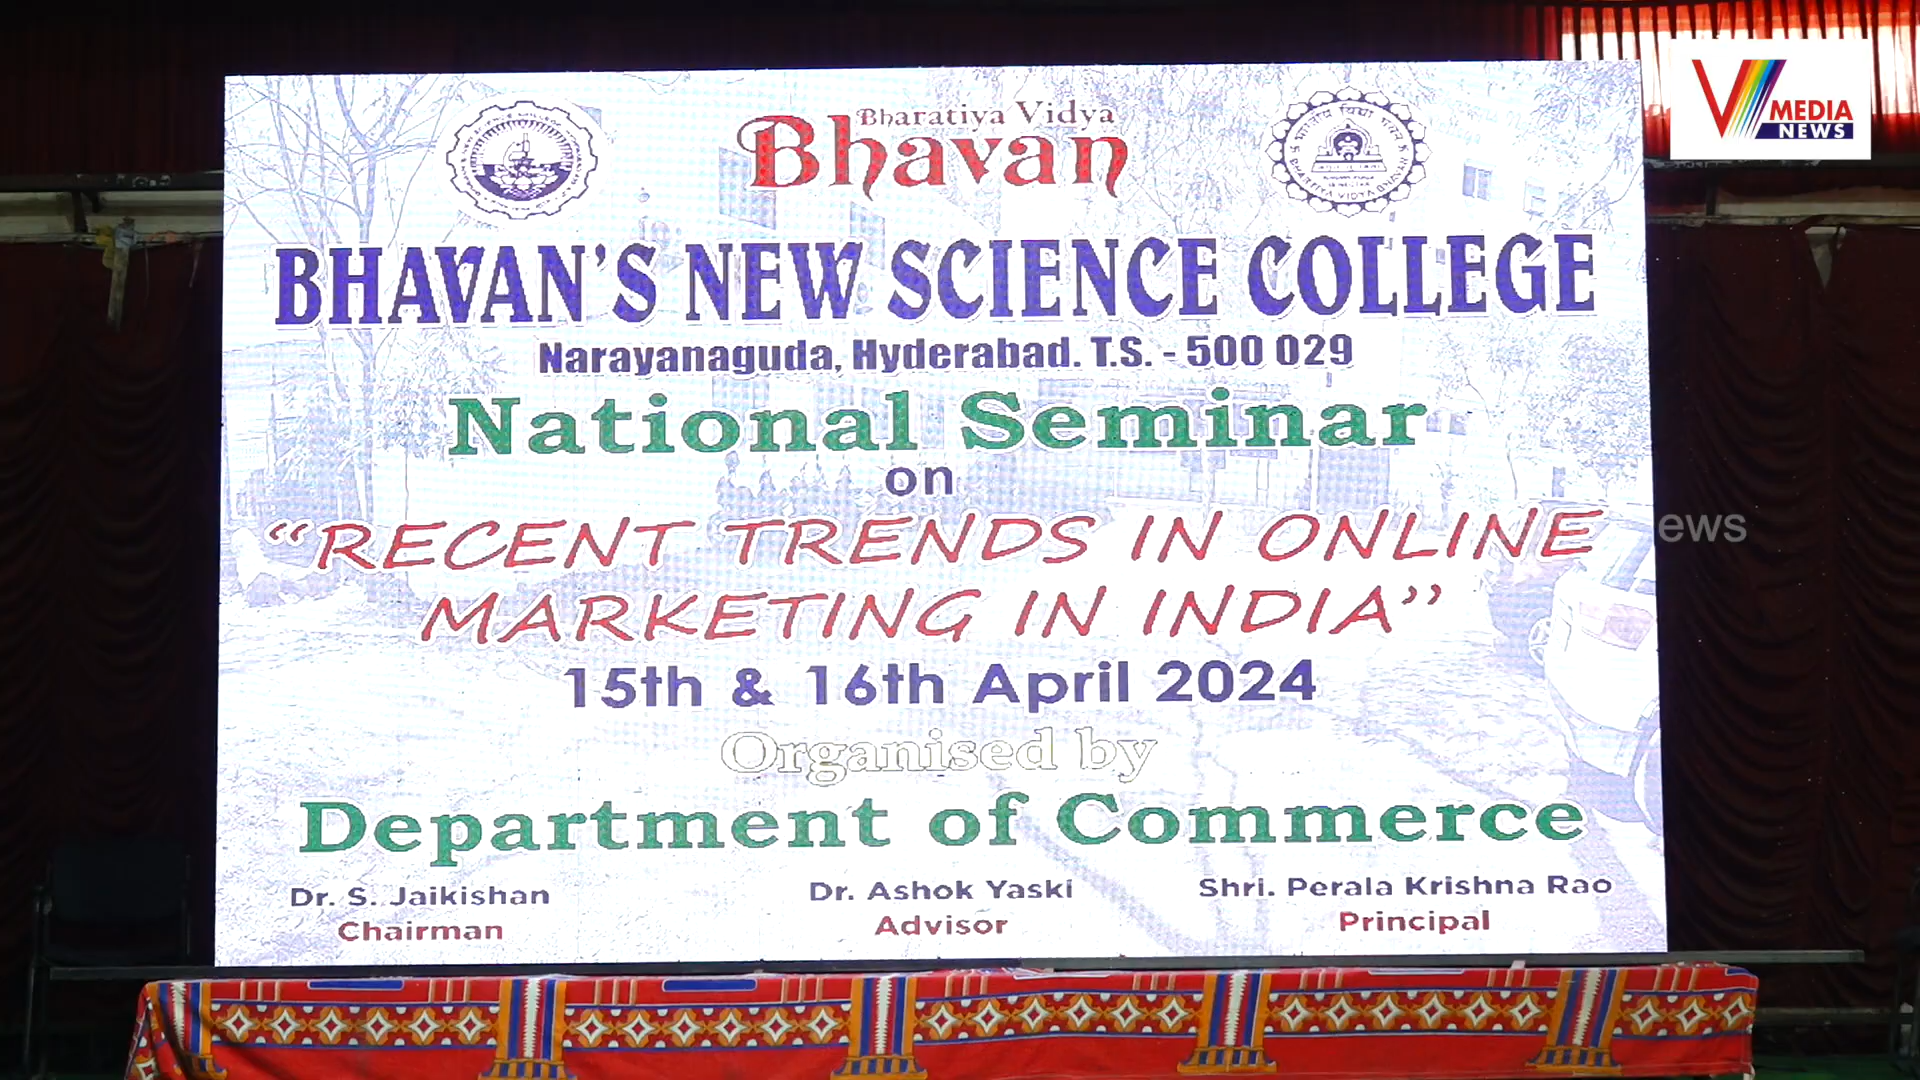 Bharatiya Vidya
Bhavan
V MEDIA
NEWS
BHAVAN'S NEW SCIENCE COLLEGE
Narayanaguda, Hyderabad. T.S. - 500 029
National Seminar
on
“RECENT TRENDS IN ONLINE
ews
MARKETING IN INDIA”
15th & 16th April 2024
Organised by
Department of Commerce
Dr. S. Jaikishan
Chairman
Dr. Ashok Yaski
Advisor
Shri. Perala Krishna Rao
Principal